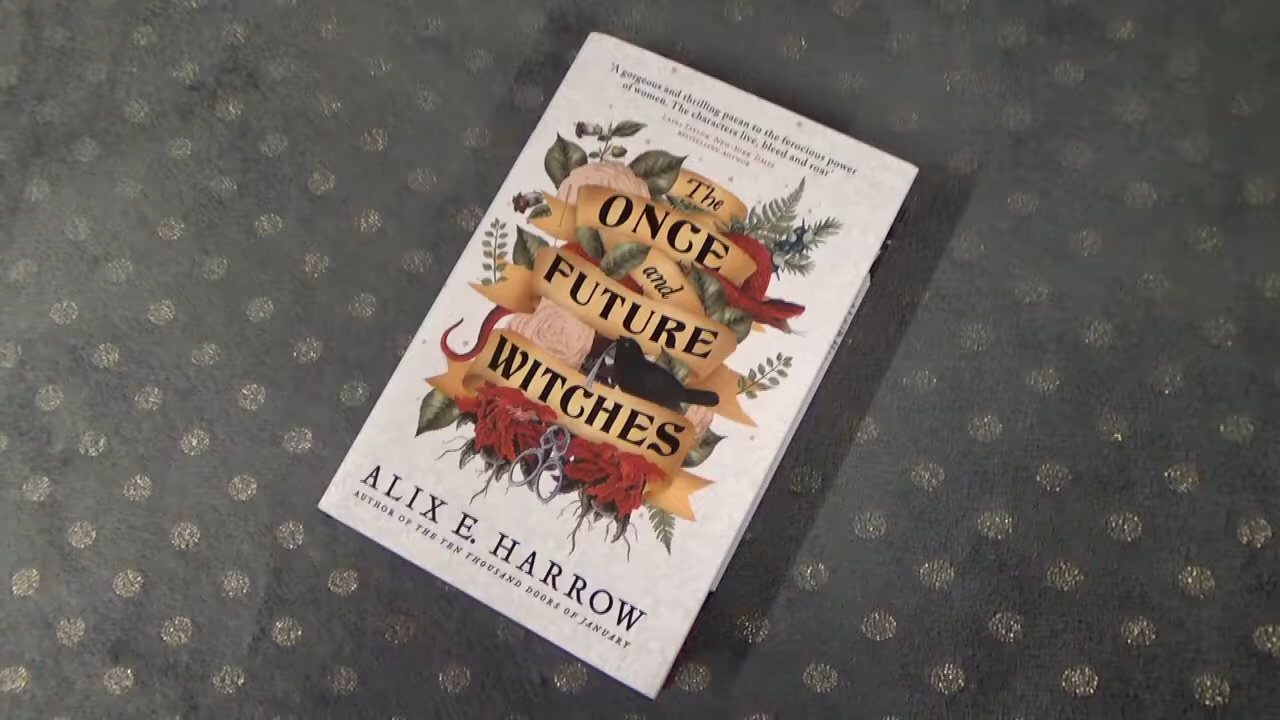 'A gorgeous and thrilling paean to the ferocious power
of women. The characters live, bleed and roar'
LAINI TAYLOR, NEW YORK TIMES
BESTSELLING AUTHOR
The
ONCE
and
FUTURE
WITCHES
ALIX E. HARROW
AUTHOR OF THE TEN THOUSAND DOORS OF JANUARY